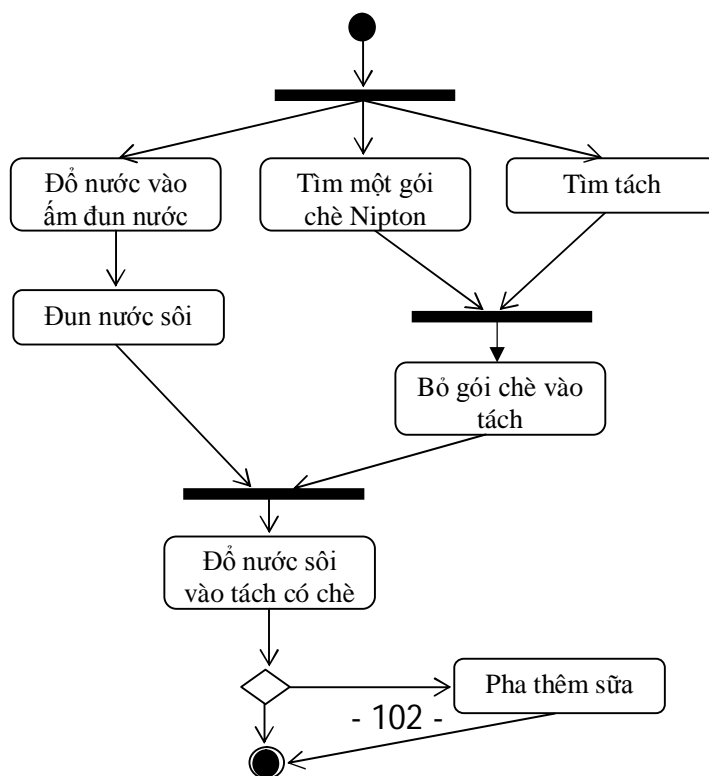 Đổ nước vào
ấm đun nước
Tìm một gói
chè Nipton
Tìm tách
Đun nước sôi
Bỏ gói chè vào
tách
Đổ nước sôi
vào tách có chè
Pha thêm sữa
- 102 -